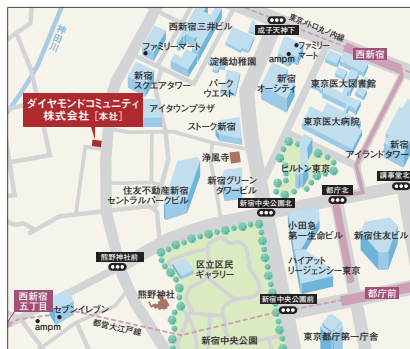 神田川
西新宿三井ビル
成子天神下
東京メトロ丸ノ内線
ファミリーマート
淀橋幼稚園
ファミリー
マート
ampm
西新宿
新宿
スクエアタワー
パーク
ウエスト
新宿
オーシティ
東京医大図書館
ダイヤモンドコミュニティ
株式会社［本社］
アイタウンプラザ
ストーク新宿
東京医大病院
新宿
アイランドタワー
浄風寺
ヒルトン東京
議事堂北
住友不動産新宿
セントラルパークビル
新宿グリーン
タワービル
都庁北
新宿中央公園北
小田急
第一生命ビル
新宿住友ビル
熊野神社前
区立区民
ギャラリー
ハイアット
リージェンシー東京
西新宿
五丁目
セブン-イレブン
ampm
熊野神社
新宿中央公園前
都庁前
都営大江戸線
新宿中央公園
東京都庁第一庁舎